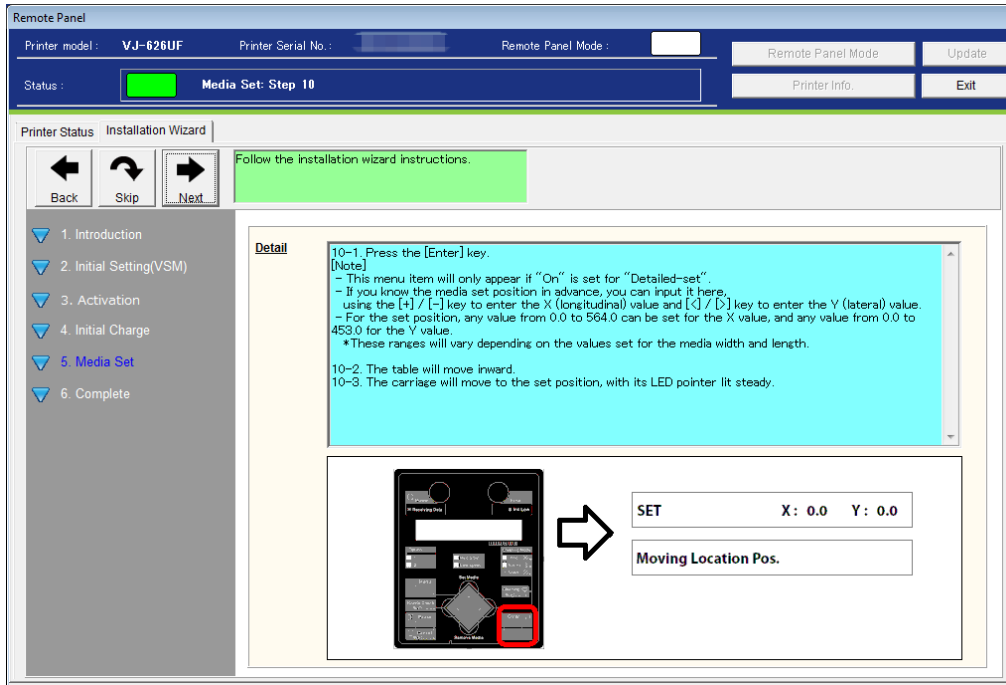 Remote Panel
Printer model : VJ-626UF Printer Serial No. : Remote Panel Mode :
Remote Panel Mode Update
Status : Media Set: Step 10
Printer Info. Exit
Printer Status Installation Wizard
Back Skip Next
Follow the installation wizard instructions.
1. Introduction
2. Initial Setting(VSM)
3. Activation
4. Initial Charge
5. Media Set
6. Complete
Detail
10-1. Press the [Enter] key.
[Note]
- This menu item will only appear if "On" is set for "Detailed-set".
- If you know the media set position in advance, you can input it here,
using the [+] / [-] key to enter the X (longitudinal) value and [<] / [>] key to enter the Y (lateral) value.
- For the set position, any value from 0.0 to 564.0 can be set for the X value, and any value from 0.0 to
453.0 for the Y value.
*These ranges will vary depending on the values set for the media width and length.
10-2. The table will move inward.
10-3. The carriage will move to the set position, with its LED pointer lit steady.
Receiving Data
Set Media
Remove Media
SET X : 0.0 Y : 0.0
Moving Location Pos.